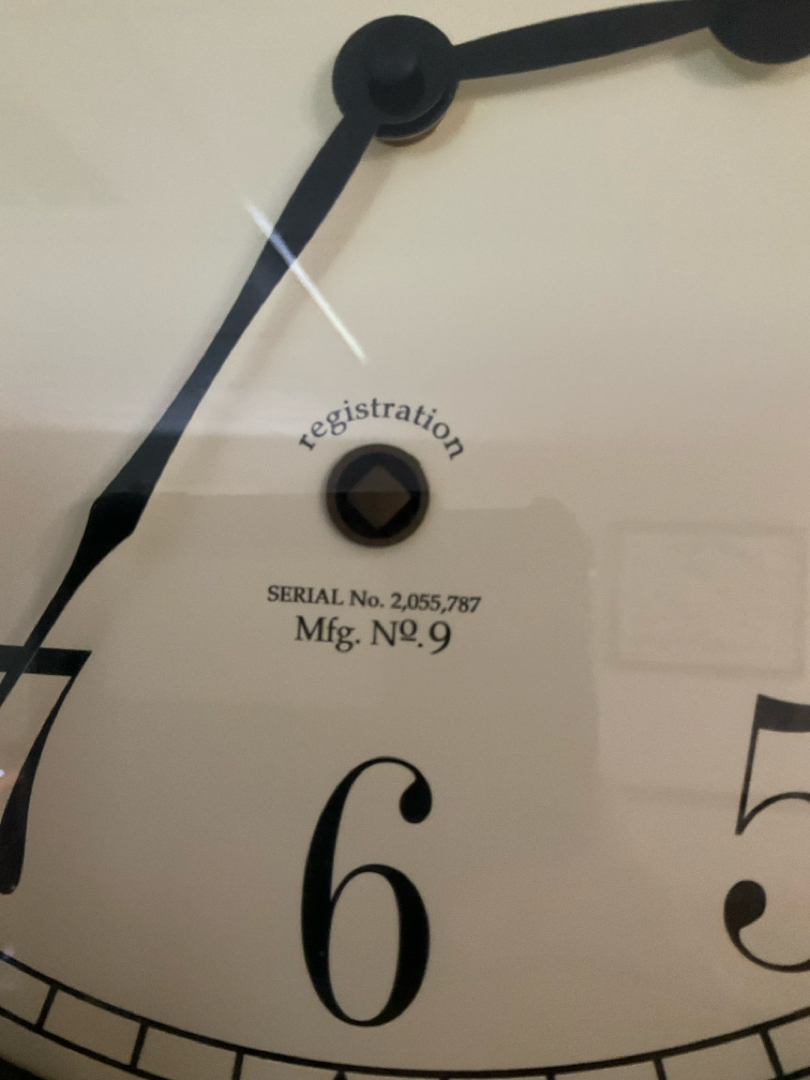 registration
SERIAL No. 2,055,787
Mfg. Nº. 9
7
6
5